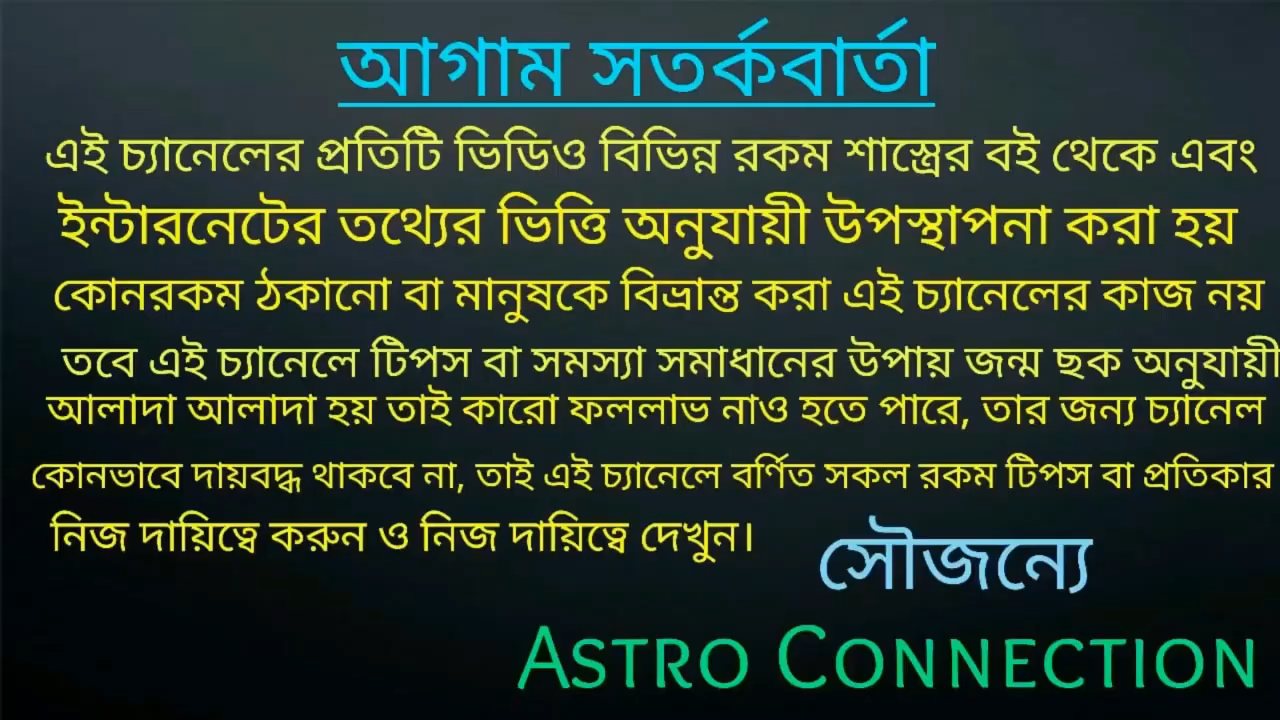 আগাম সতর্কবার্তা
এই চ্যানেলের প্রতিটি ভিডিও বিভিন্ন রকম শাস্ত্রের বই থেকে এবং
ইন্টারনেটের তথ্যের ভিত্তি অনুযায়ী উপস্থাপনা করা হয়
কোনরকম ঠকানো বা মানুষকে বিভ্রান্ত করা এই চ্যানেলের কাজ নয়
তবে এই চ্যানেলে টিপস বা সমস্যা সমাধানের উপায় জন্ম ছক অনুযায়ী
আলাদা আলাদা হয় তাই কারো ফললাভ নাও হতে পারে, তার জন্য চ্যানেল
কোনভাবে দায়বদ্ধ থাকবে না, তাই এই চ্যানেলে বর্ণিত সকল রকম টিপস বা প্রতিকার
নিজ দায়িত্বে করুন ও নিজ দায়িত্বে দেখুন।
সৌজন্যে
ASTRO CONNECTION